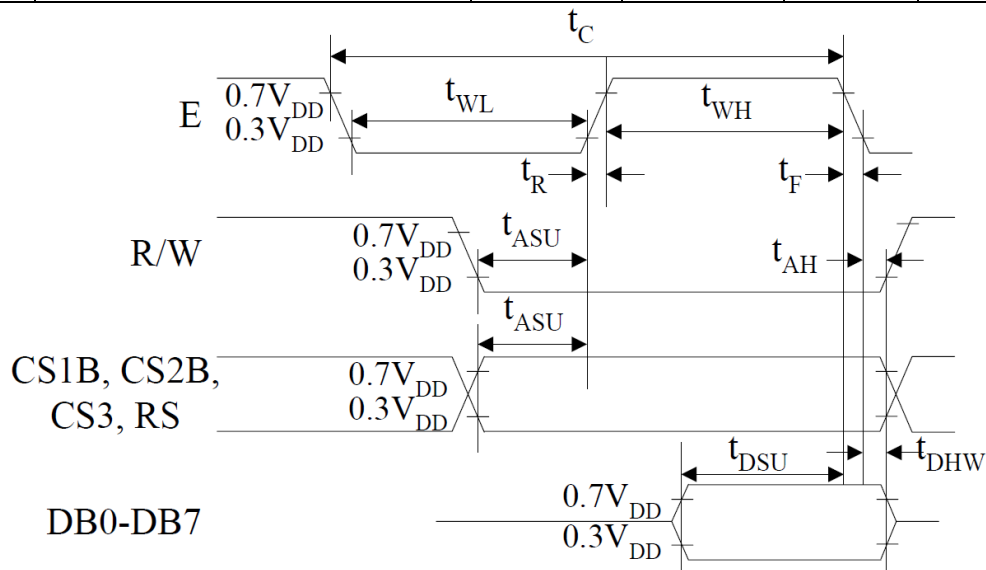 tC
E
0.7VDD
0.3VDD
tWL
tWH
tR
tF
R/W
0.7VDD
0.3VDD
tASU
tAH
tASU
CS1B, CS2B,
CS3, RS
0.7VDD
0.3VDD
tDSU
tDHW
DB0-DB7
0.7VDD
0.3VDD